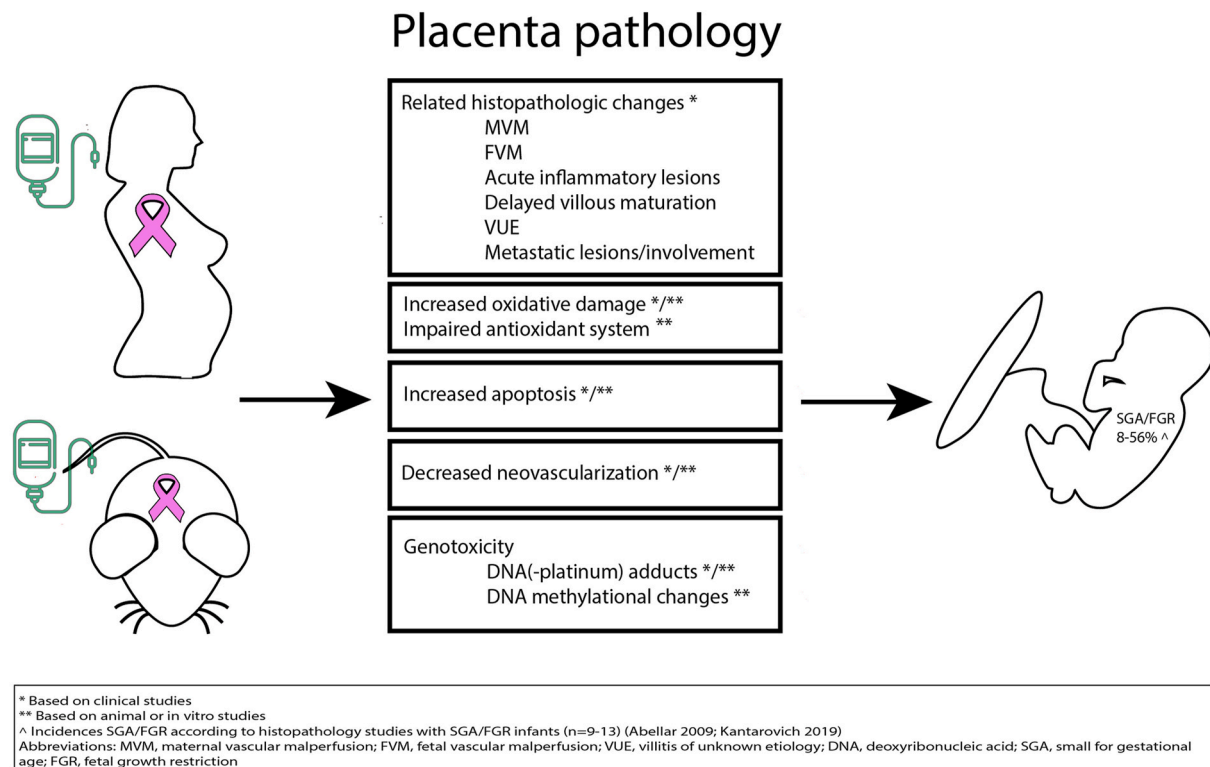 Placenta pathology
Related histopathologic changes *
MVM
FVM
Acute inflammatory lesions
Delayed villous maturation
VUE
Metastatic lesions/involvement
Increased oxidative damage */**
Impaired antioxidant system **
Increased apoptosis */**
Decreased neovascularization */**
Genotoxicity
DNA(-platinum) adducts */**
DNA methylational changes **
SGA/FGR
8-56% ^
* Based on clinical studies
** Based on animal or in vitro studies
^ Incidences SGA/FGR according to histopathology studies with SGA/FGR infants (n=9-13) (Abellar 2009; Kantarovich 2019)
Abbreviations: MVM, maternal vascular malperfusion; FVM, fetal vascular malperfusion; VUE, villitis of unknown etiology; DNA, deoxyribonucleic acid; SGA, small for gestational
age; FGR, fetal growth restriction